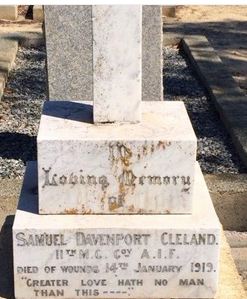 Loving Memory
of
SAMUEL DAVENPORT CLELAND.
11TH M.G. COY A.I.F.
DIED OF WOUNDS 14TH JANUARY 1919.
"GREATER LOVE HATH NO MAN
THAN THIS ----"